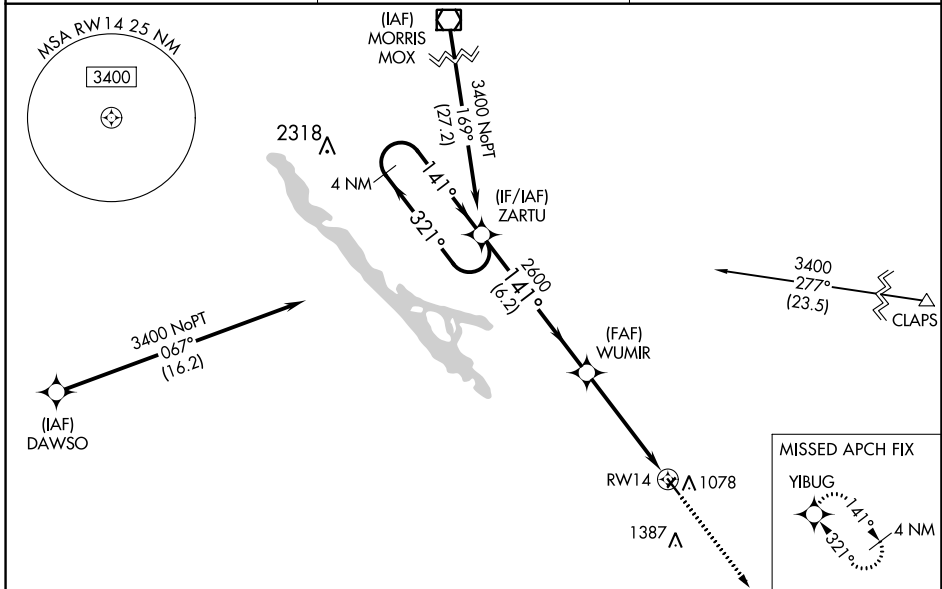 MSA RW14 25 NM
3400
(IAF)
MORRIS
MOX
3400 NoPT
169°
(27.2)
2318
4 NM
141°
321°
(IF/IAF)
ZARTU
2600
141°
(6.2)
3400
277°
(23.5)
CLAPS
3400 NoPT
067°
(16.2)
(IAF)
DAWSO
(FAF)
WUMIR
RW14
1078
1387
MISSED APCH FIX
YIBUG
141°
321°
4 NM